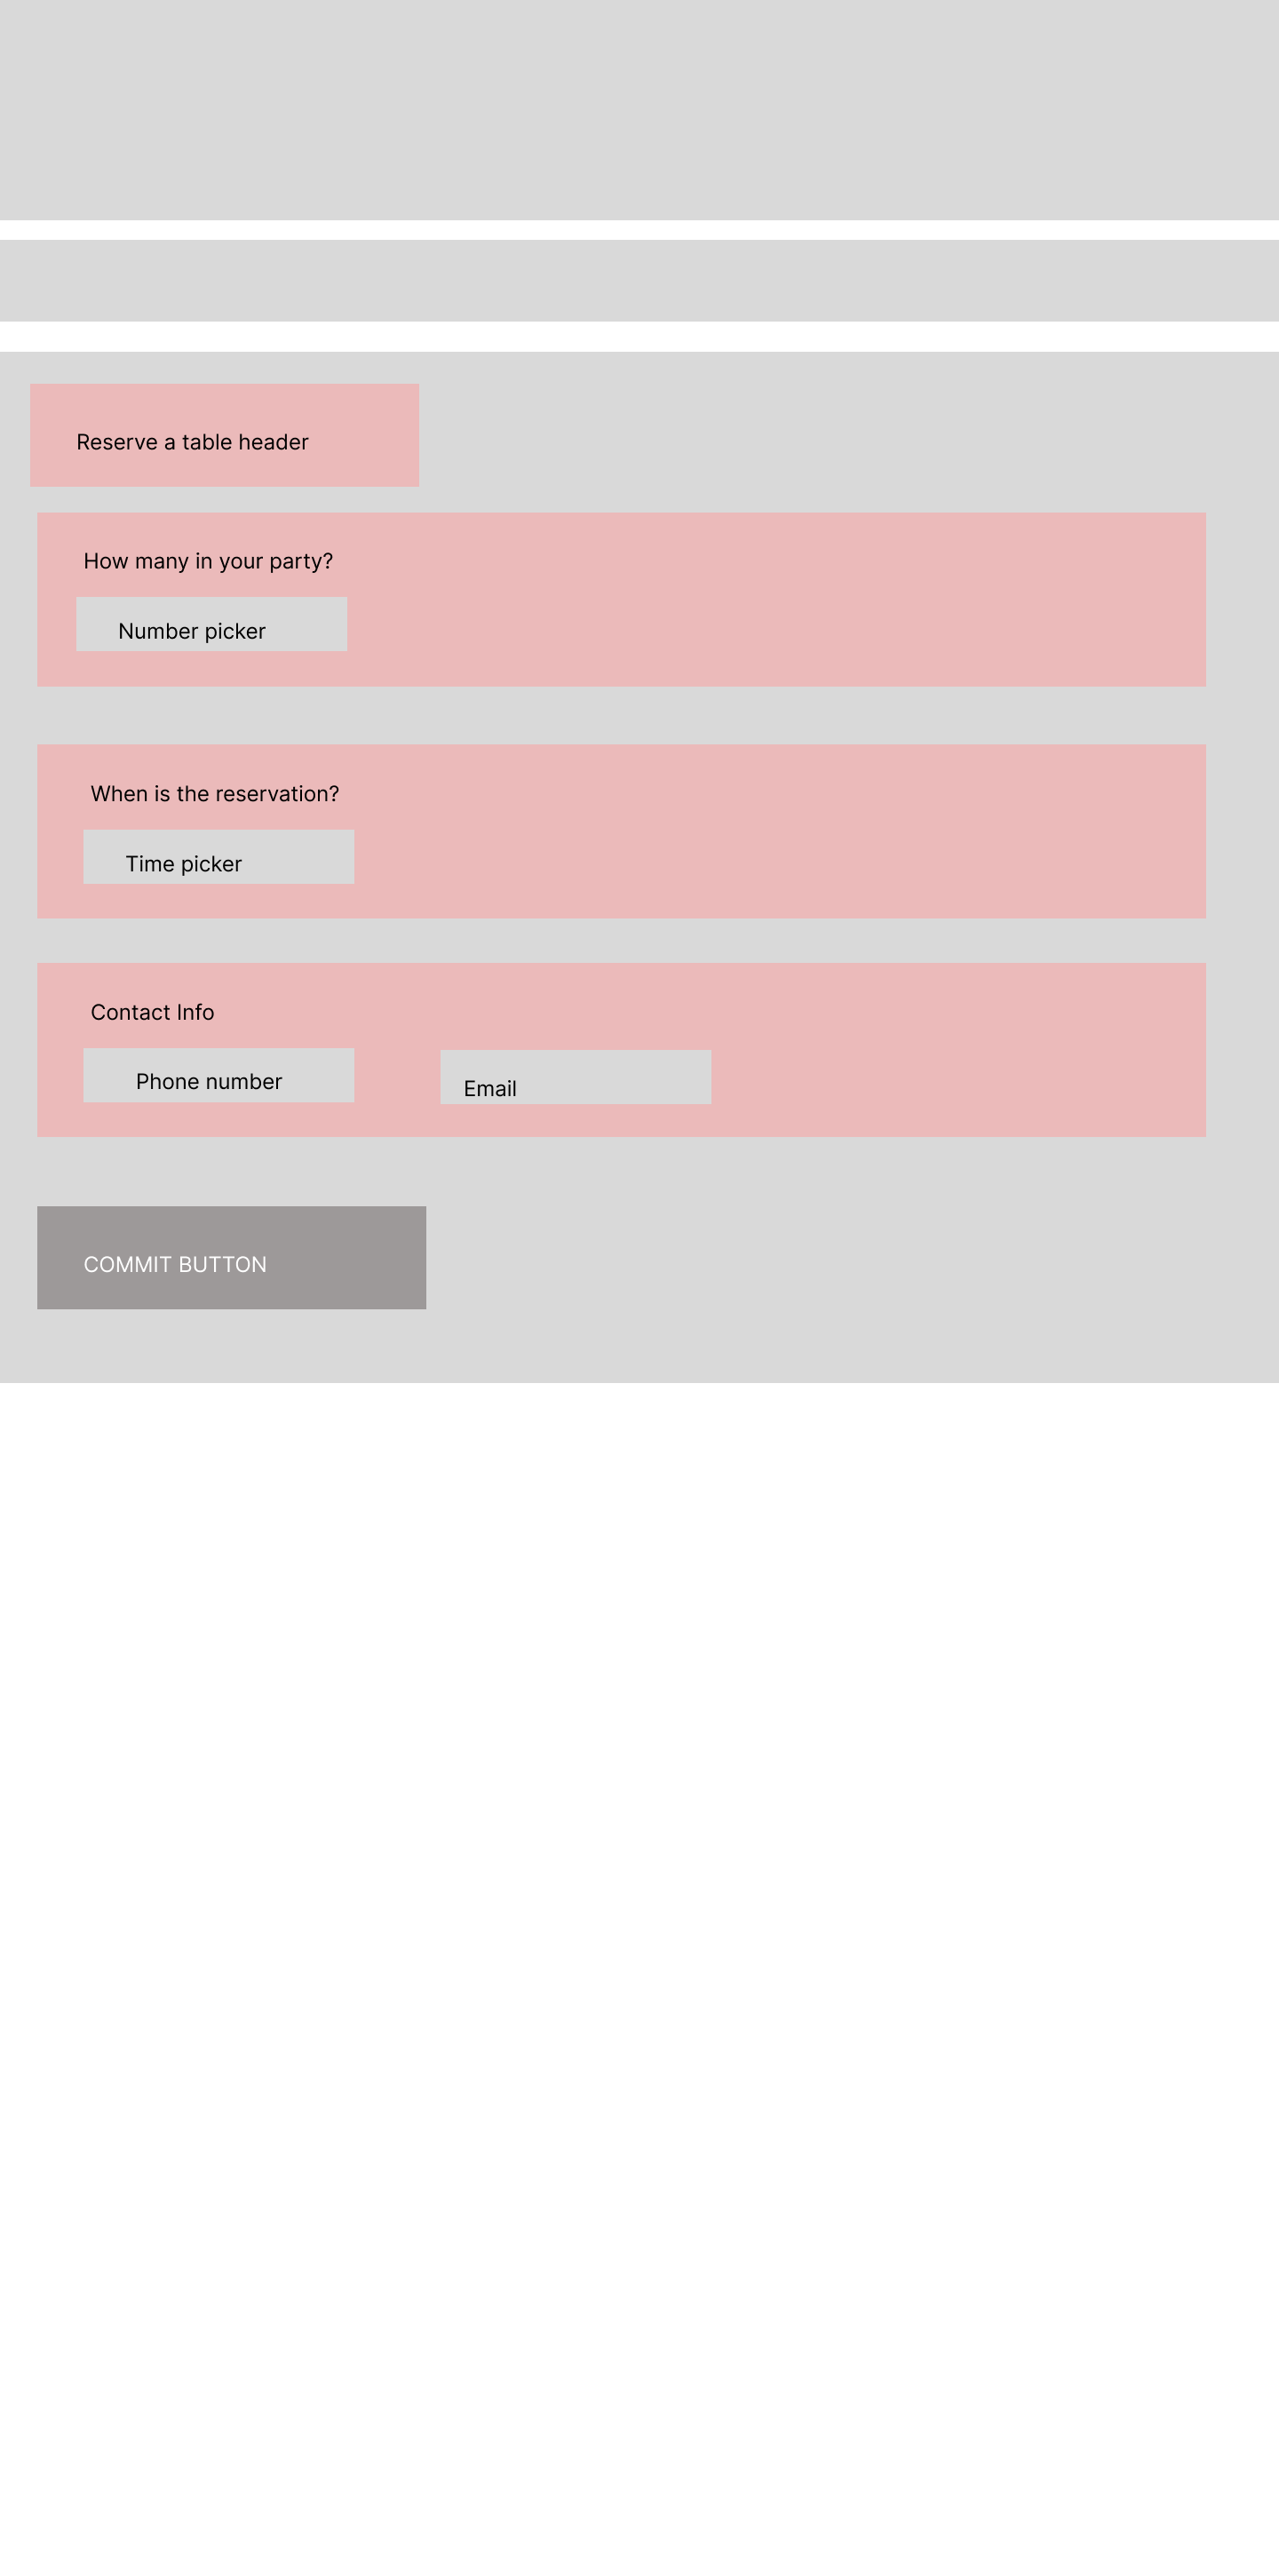 Reserve a table header
How many in your party?
Number picker
When is the reservation?
Time picker
Contact Info
Phone number
Email
COMMIT BUTTON